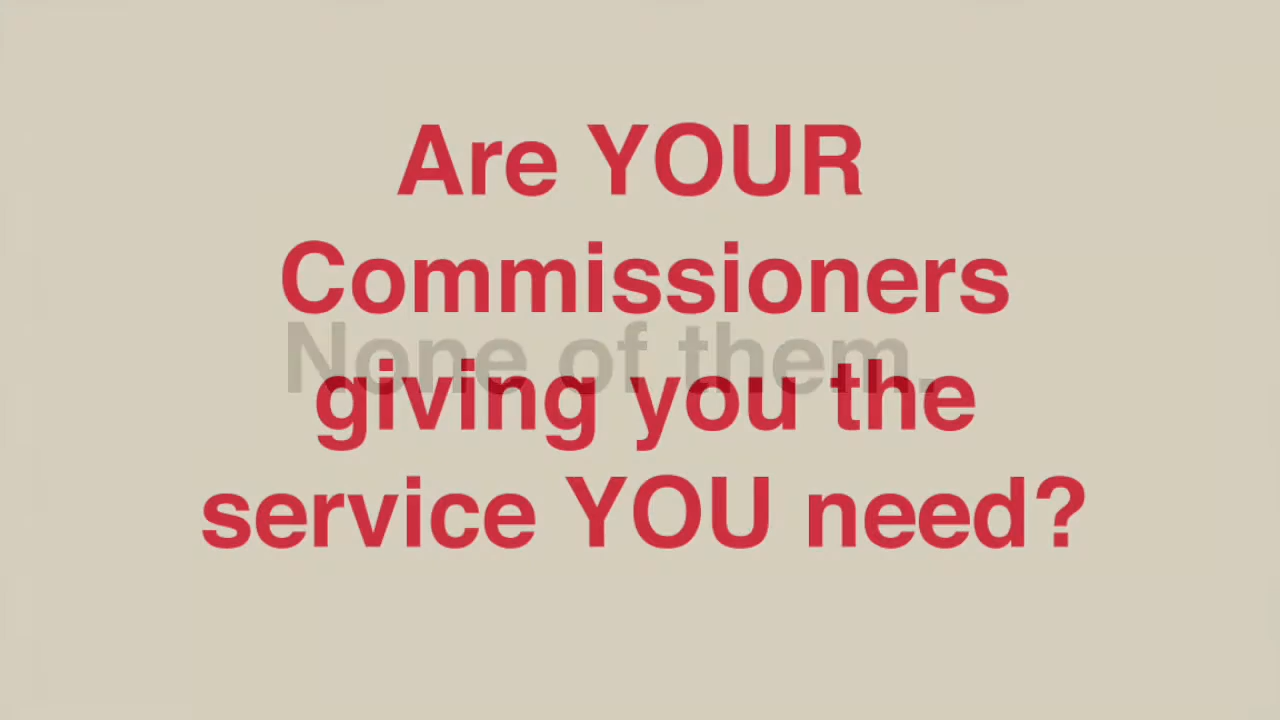 Are YOUR
Commissioners
None of them.
giving you the
service YOU need?